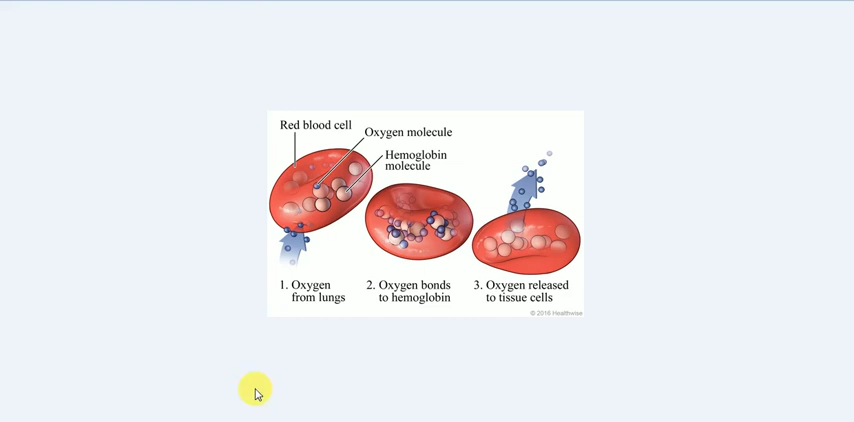 Red blood cell
Oxygen molecule
Hemoglobin
molecule
1. Oxygen
from lungs
2. Oxygen bonds
to hemoglobin
3. Oxygen released
to tissue cells
© 2016 Healthwise